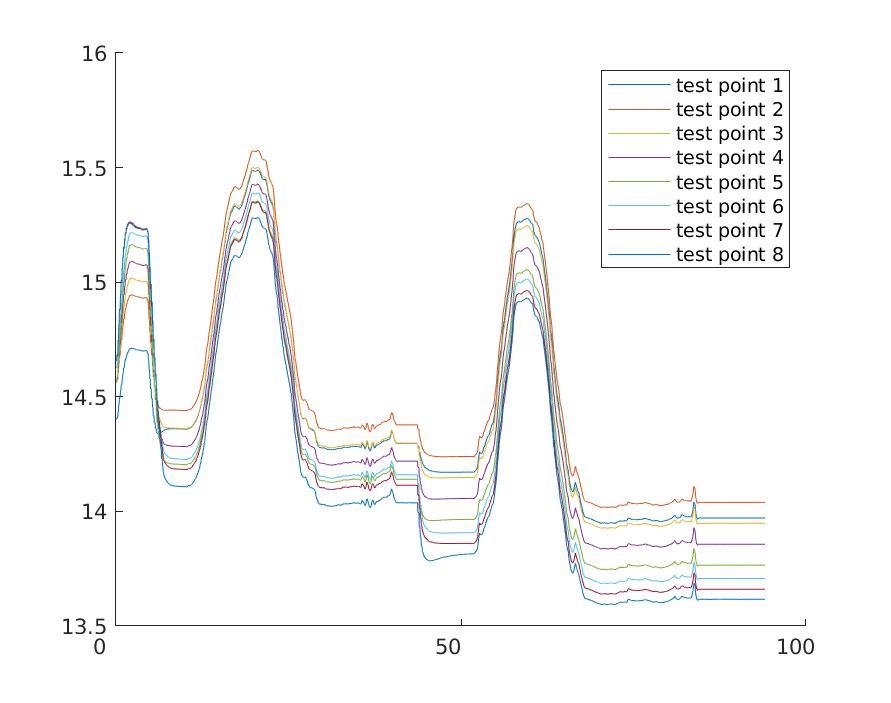 16
15.5
15
14.5
14
13.5
0
50
100
test point 1
test point 2
test point 3
test point 4
test point 5
test point 6
test point 7
test point 8